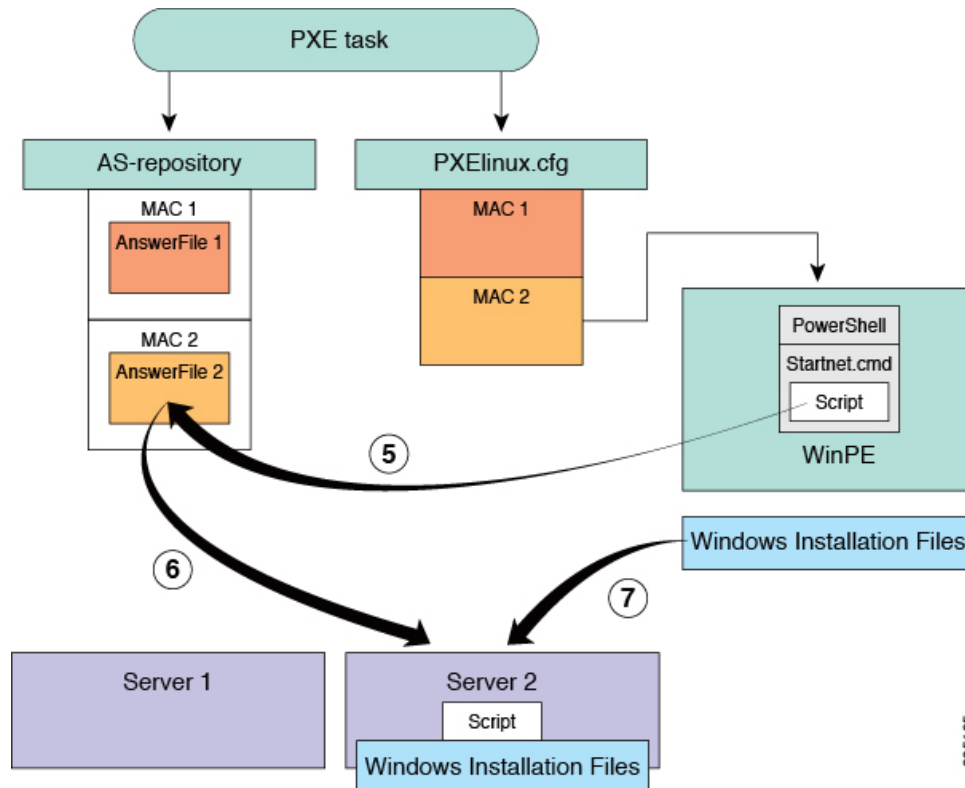 PXE task
AS-repository
PXElinux.cfg
MAC 1
AnswerFile 1
MAC 2
AnswerFile 2
MAC 1
MAC 2
PowerShell
Startnet.cmd
Script
WinPE
5
6
7
Windows Installation Files
Server 1
Server 2
Script
Windows Installation Files